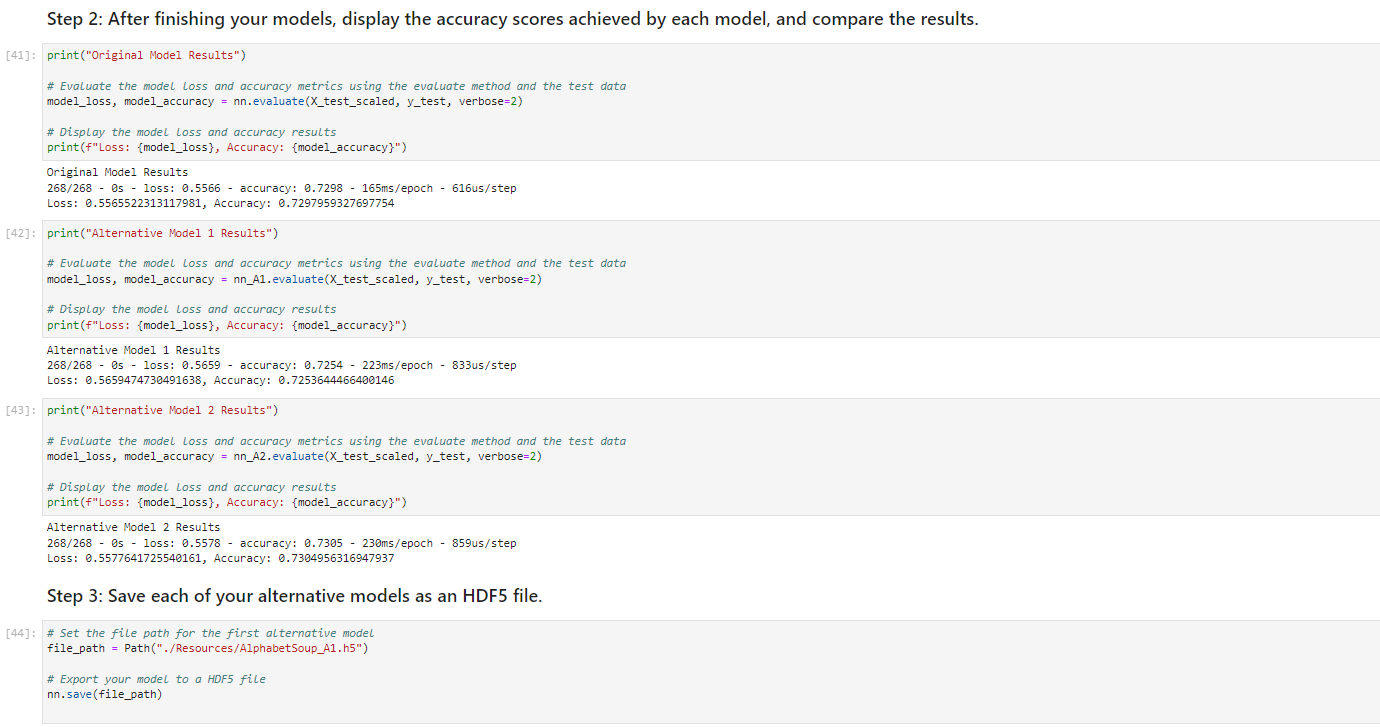 Step 2: After finishing your models, display the accuracy scores achieved by each model, and compare the results.
[41]: print("Original Model Results")
# Evaluate the model loss and accuracy metrics using the evaluate method and the test data
model_loss, model_accuracy = nn.evaluate(X_test_scaled, y_test, verbose=2)
# Display the model loss and accuracy results
print(f"Loss: {model_loss}, Accuracy: {model_accuracy}")
Original Model Results
268/268 - 0s - loss: 0.5566 - accuracy: 0.7298 - 165ms/epoch - 616us/step
Loss: 0.5565522313117981, Accuracy: 0.7297959327697754
[42]: print("Alternative Model 1 Results")
# Evaluate the model loss and accuracy metrics using the evaluate method and the test data
model_loss, model_accuracy = nn_A1.evaluate(X_test_scaled, y_test, verbose=2)
# Display the model loss and accuracy results
print(f"Loss: {model_loss}, Accuracy: {model_accuracy}")
Alternative Model 1 Results
268/268 - 0s - loss: 0.5659 - accuracy: 0.7254 - 223ms/epoch - 833us/step
Loss: 0.5659474730491638, Accuracy: 0.7253644466400146
[43]: print("Alternative Model 2 Results")
# Evaluate the model loss and accuracy metrics using the evaluate method and the test data
model_loss, model_accuracy = nn_A2.evaluate(X_test_scaled, y_test, verbose=2)
# Display the model loss and accuracy results
print(f"Loss: {model_loss}, Accuracy: {model_accuracy}")
Alternative Model 2 Results
268/268 - 0s - loss: 0.5578 - accuracy: 0.7305 - 230ms/epoch - 859us/step
Loss: 0.5577641725540161, Accuracy: 0.7304956316947937
Step 3: Save each of your alternative models as an HDF5 file.
[44]: # Set the file path for the first alternative model
file_path = Path("./Resources/AlphabetSoup_A1.h5")
# Export your model to a HDF5 file
nn.save(file_path)